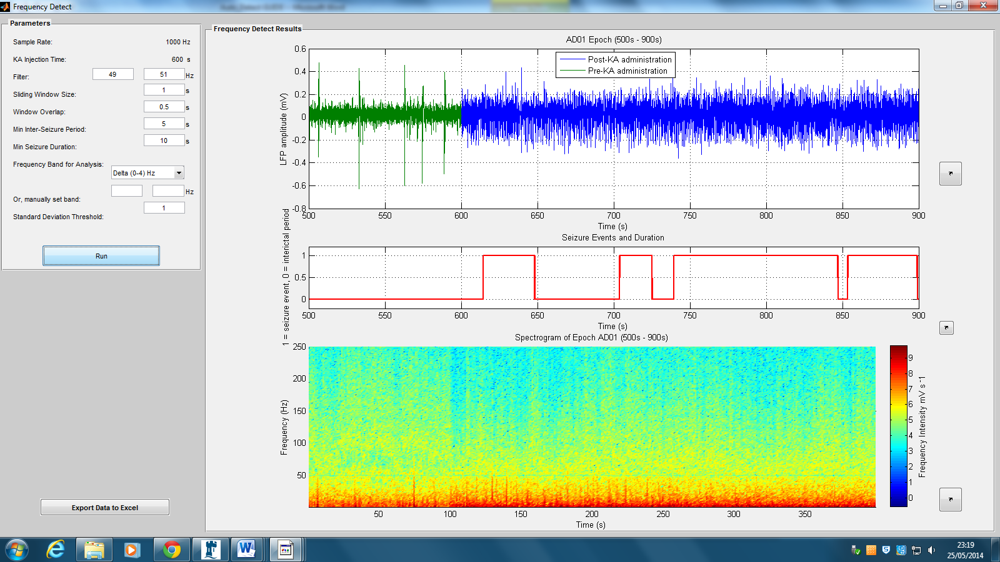 Frequency Detect
Parameters
Sample Rate: 1000 Hz
KA Injection Time: 600 s
Filter: 49 51 Hz
Sliding Window Size: 1 s
Window Overlap: 0.5 s
Min Inter-Seizure Period: 5 s
Min Seizure Duration: 10 s
Frequency Band for Analysis:
Delta (0-4) Hz
Hz
Or, manually set band:
1
Standard Deviation Threshold:
Run
Export Data to Excel
Frequency Detect Results
AD01 Epoch (500s - 900s)
Post-KA administration
Pre-KA administration
LFP amplitude (mV)
0.6
0.4
0.2
0
-0.2
-0.4
-0.6
-0.8
500 550 600 650 700 750 800 850 900
Time (s)
Seizure Events and Duration
1 = seizure event, 0 = interictal period
1
0.5
0
500 550 600 650 700 750 800 850 900
Time (s)
Spectrogram of Epoch AD01 (500s - 900s)
Frequency (Hz)
250
200
150
100
50
50 100 150 200 250 300 350
Time (s)
9
8
7
6
5
4
3
2
1
0
Frequency Intensity mV s -1
23:19
25/05/2014